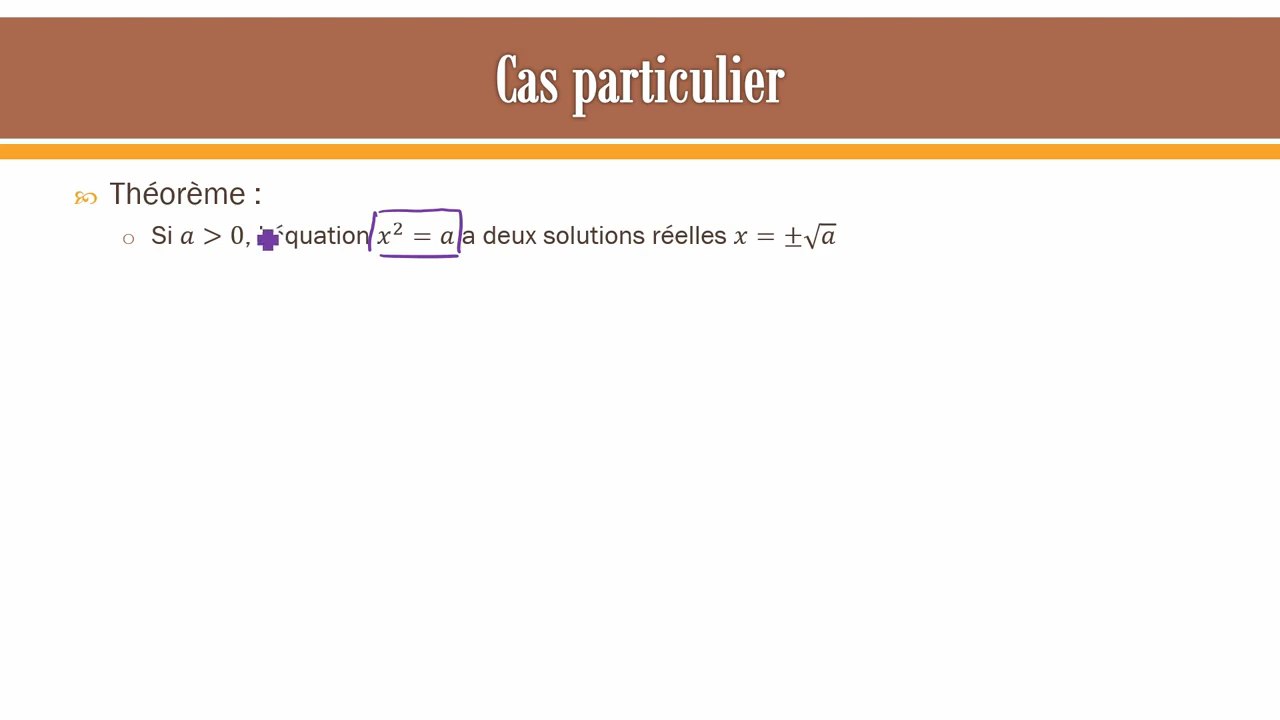 Cas particulier
Théorème :
Si a > 0, l'équation x² = a a deux solutions réelles x = ±√a